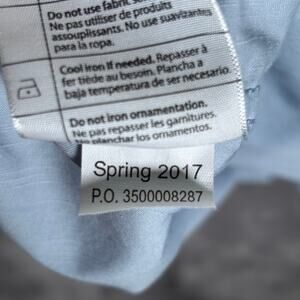 Do not use fabric
Ne pas utiliser de produits
assouplissants. No use suavizantes
para la ropa.
Cool iron if needed. Repasser à
fer tiède au besoin. Plancha a
baja temperatura de ser necesario.
Do not iron ornamentation.
Ne pas repasser les garnitures.
No planchar los ornamentos.
Spring 2017
P.O. 3500008287